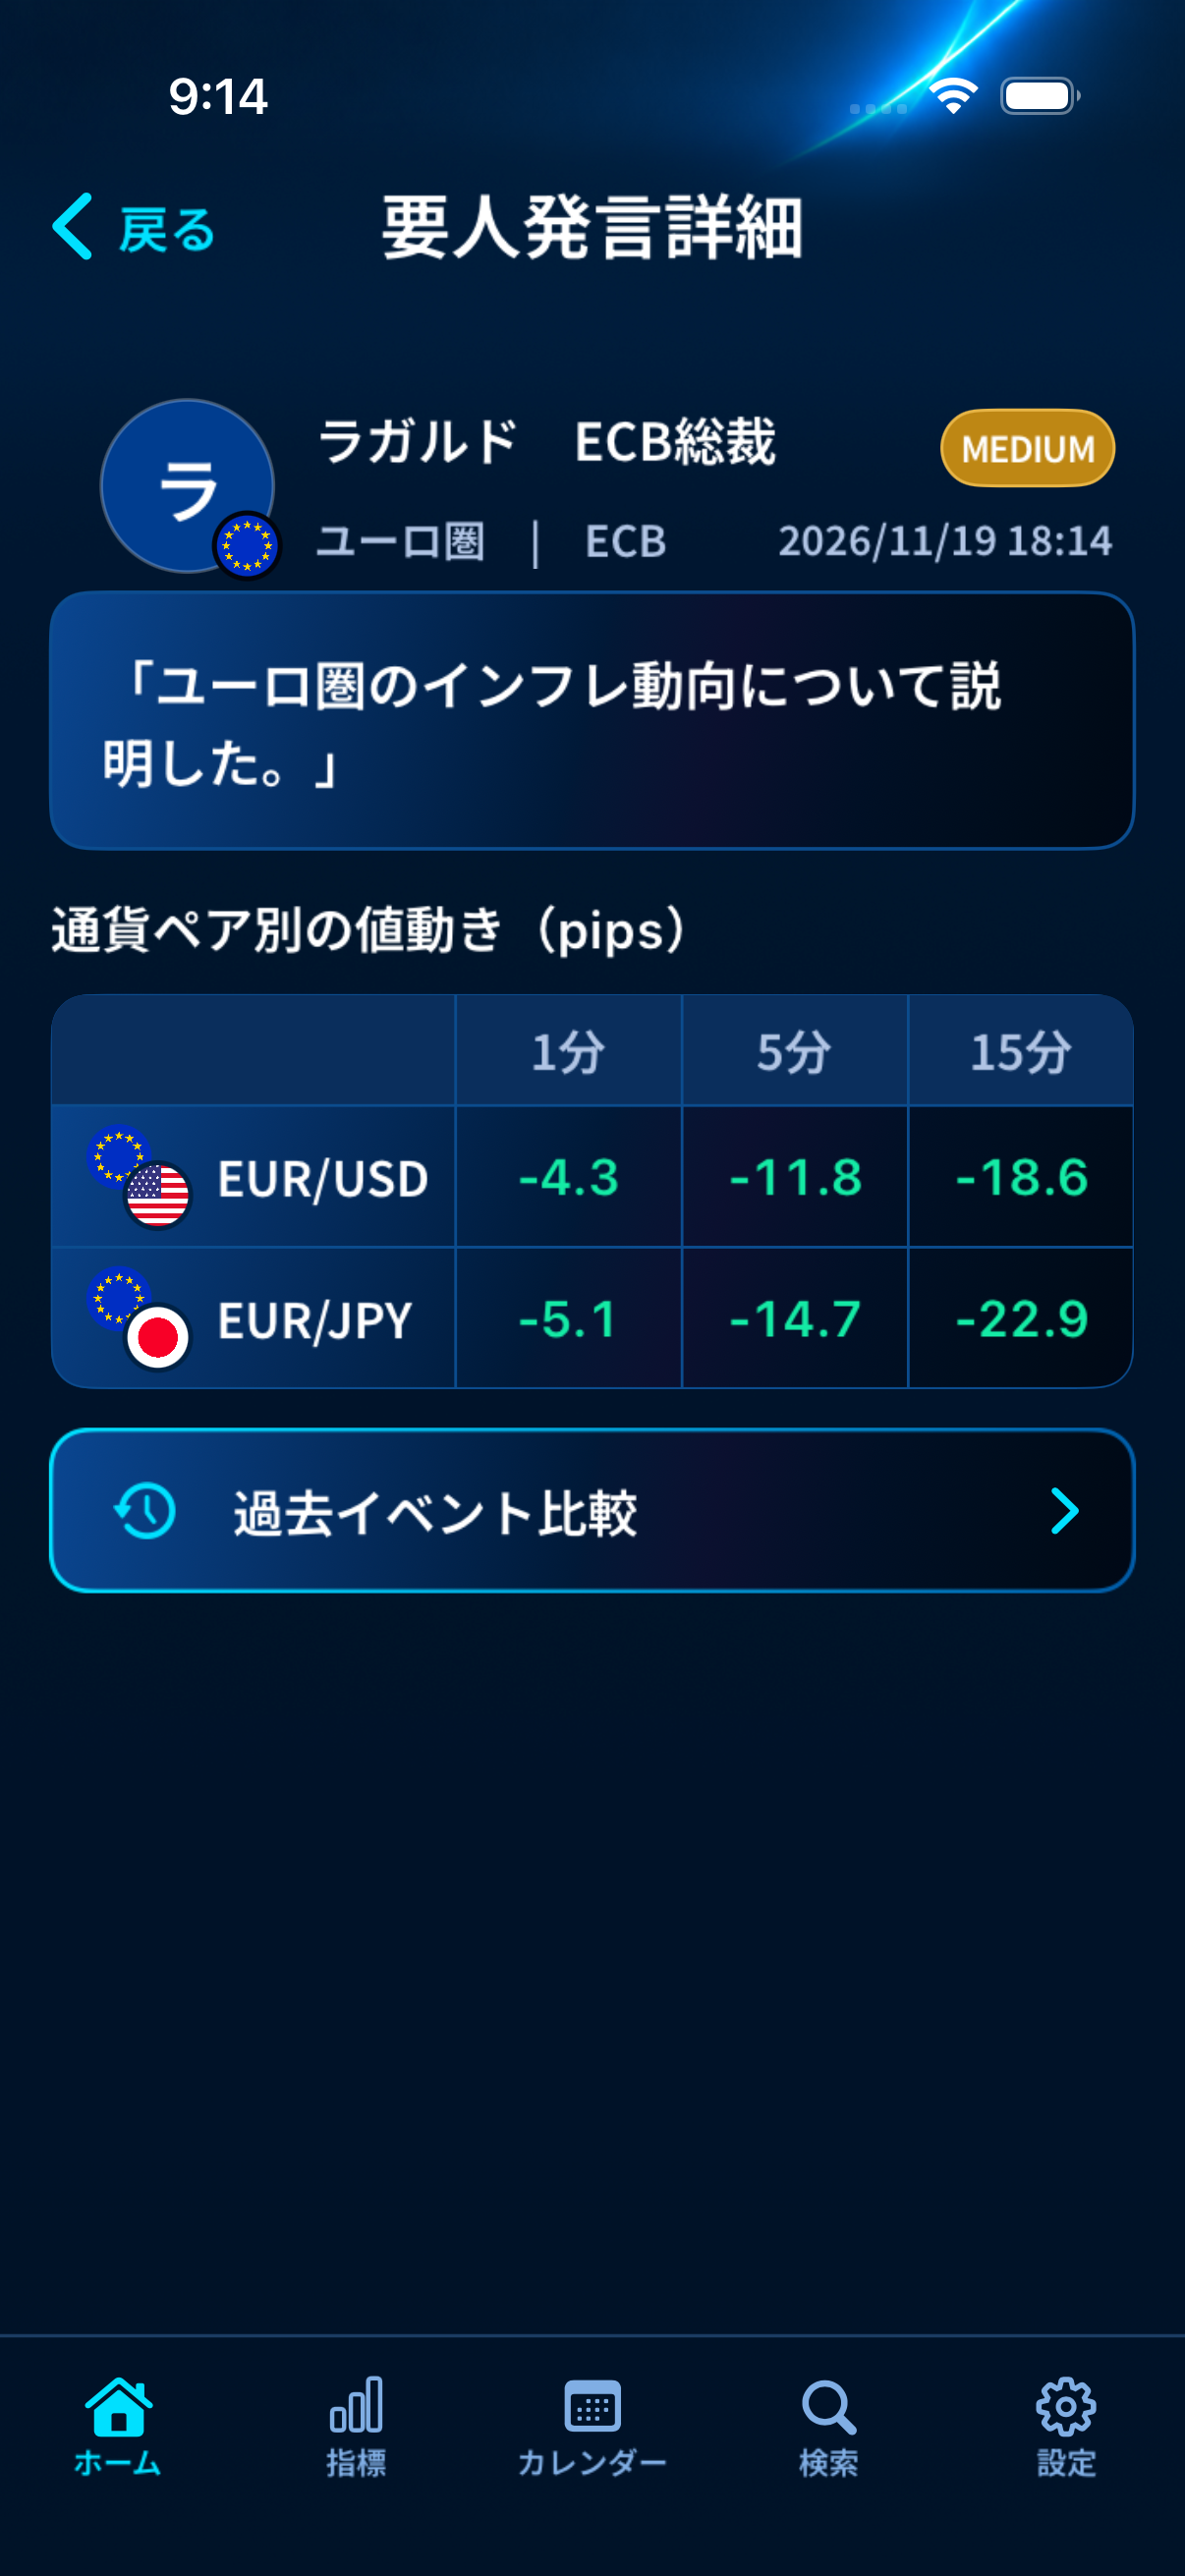 9:14
戻る
要人発言詳細
ラ
ラガルド　ECB総裁
MEDIUM
ユーロ圏 | ECB
2026/11/19 18:14
「ユーロ圏のインフレ動向について説
明した。」
通貨ペア別の値動き（pips）
1分 5分 15分
EUR/USD -4.3 -11.8 -18.6
EUR/JPY -5.1 -14.7 -22.9
過去イベント比較
ホーム 指標 カレンダー 検索 設定